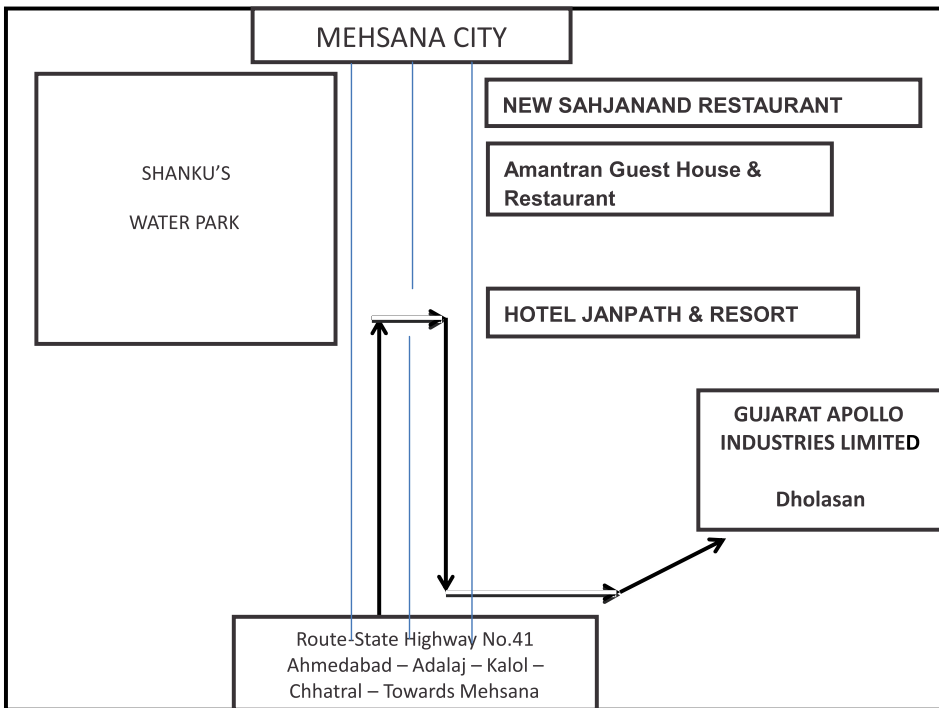 MEHSANA CITY
NEW SAHJANAND RESTAURANT
SHANKU’S
WATER PARK
Amantran Guest House &
Restaurant
HOTEL JANPATH & RESORT
GUJARAT APOLLO
INDUSTRIES LIMITED
Dholasan
Route-State Highway No.41
Ahmedabad – Adalaj – Kalol –
Chhatral – Towards Mehsana